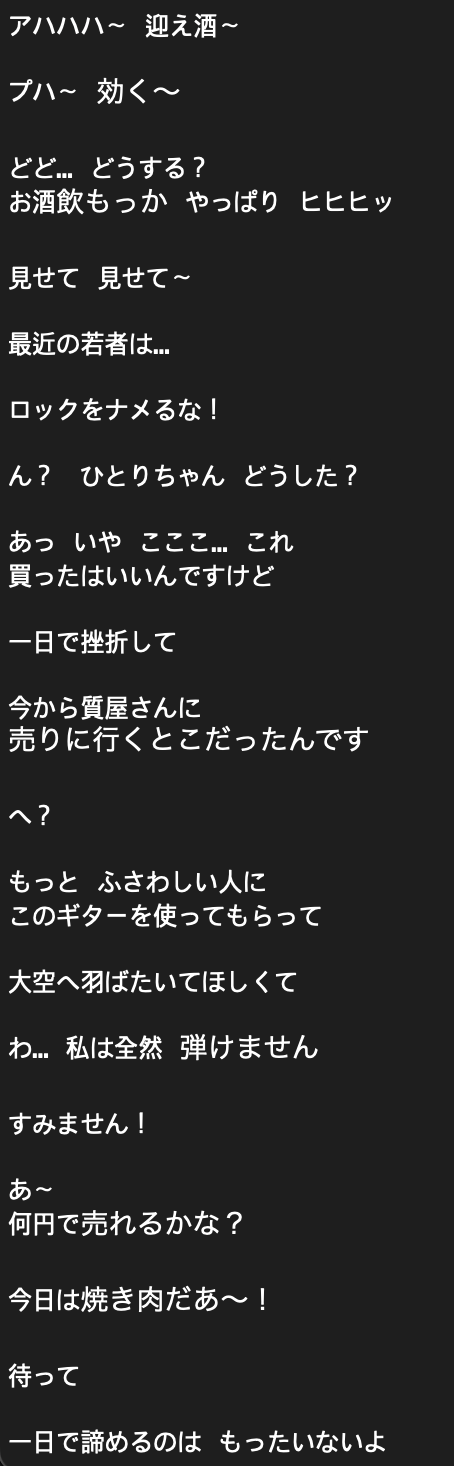 アハハハ～ 迎え酒～
プハ～ 効く～
どど… どうする？
お酒飲もっか やっぱり ヒヒヒッ
見せて 見せて～
最近の若者は…
ロックをナメるな！
ん？ ひとりちゃん どうした？
あっ いや こここ… これ
買ったはいいんですけど
一日で挫折して
今から質屋さんに
売りに行くとこだったんです
へ？
もっと ふさわしい人に
このギターを使ってもらって
大空へ羽ばたいてほしくて
わ… 私は全然 弾けません
すみません！
あ～
何円で売れるかな？
今日は焼き肉だあ～！
待って
一日で諦めるのは もったいないよ